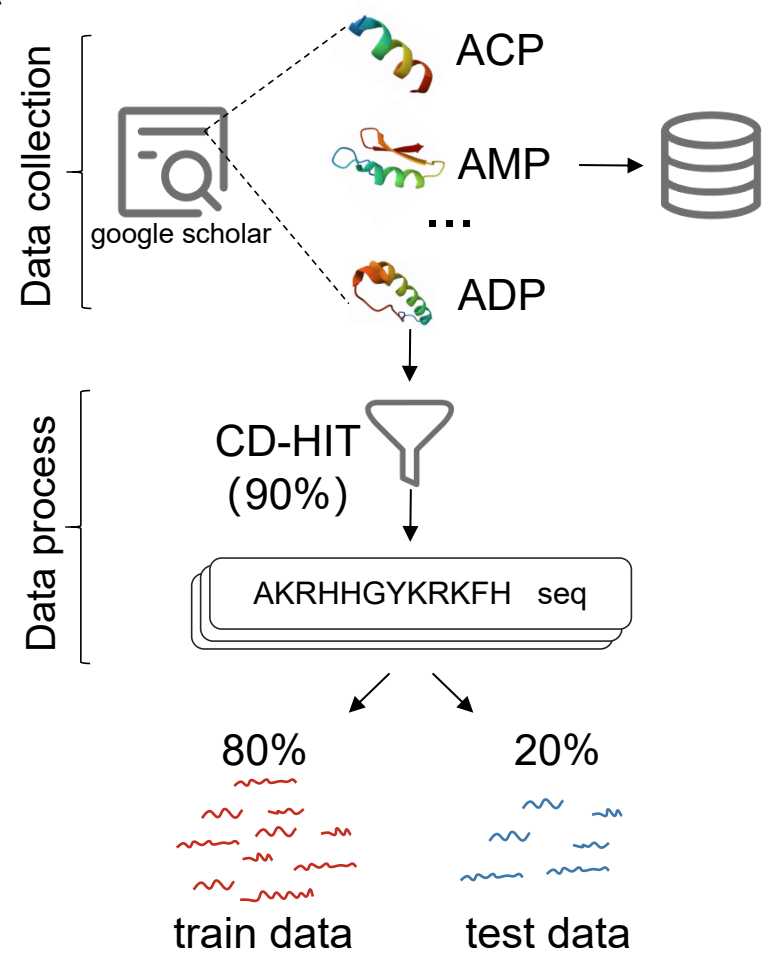 Data collection
google scholar
ACP
AMP
...
ADP
Data process
CD-HIT
(90%)
AKRHHGYKRKFH seq
80%
20%
train data
test data